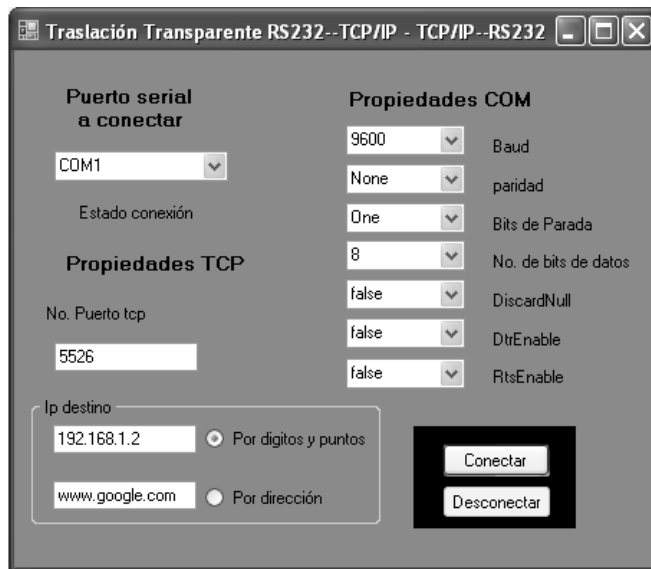 Traslación Transparente RS232--TCP/IP - TCP/IP--RS232
Puerto serial
a conectar
COM1
Estado conexión
Propiedades TCP
No. Puerto tcp
5526
Ip destino
192.168.1.2 Por digitos y puntos
www.google.com Por dirección
Propiedades COM
9600 Baud
None paridad
One Bits de Parada
8 No. de bits de datos
false DiscardNull
false DtrEnable
false RtsEnable
Conectar
Desconectar